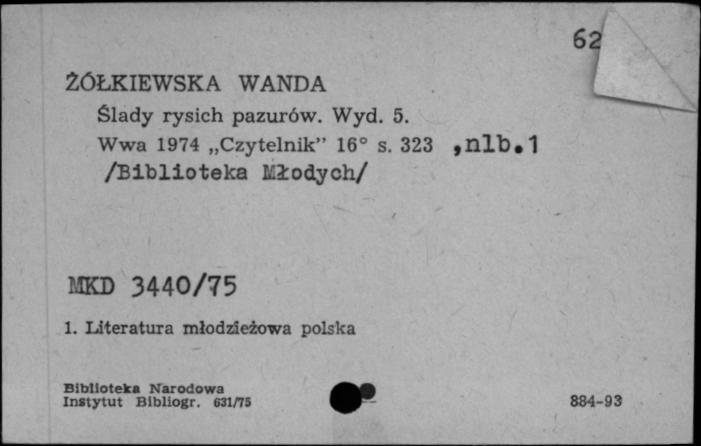 62
ŻÓŁKIEWSKA WANDA
Ślady rysich pazurów. Wyd. 5.
Wwa 1974 „Czytelnik” 16° s. 323 ,nlb.1
/Biblioteka Młodych/
MKD 3440/75
1. Literatura młodzieżowa polska
Biblioteka Narodowa
Instytut Bibliogr. 631/75
884-93